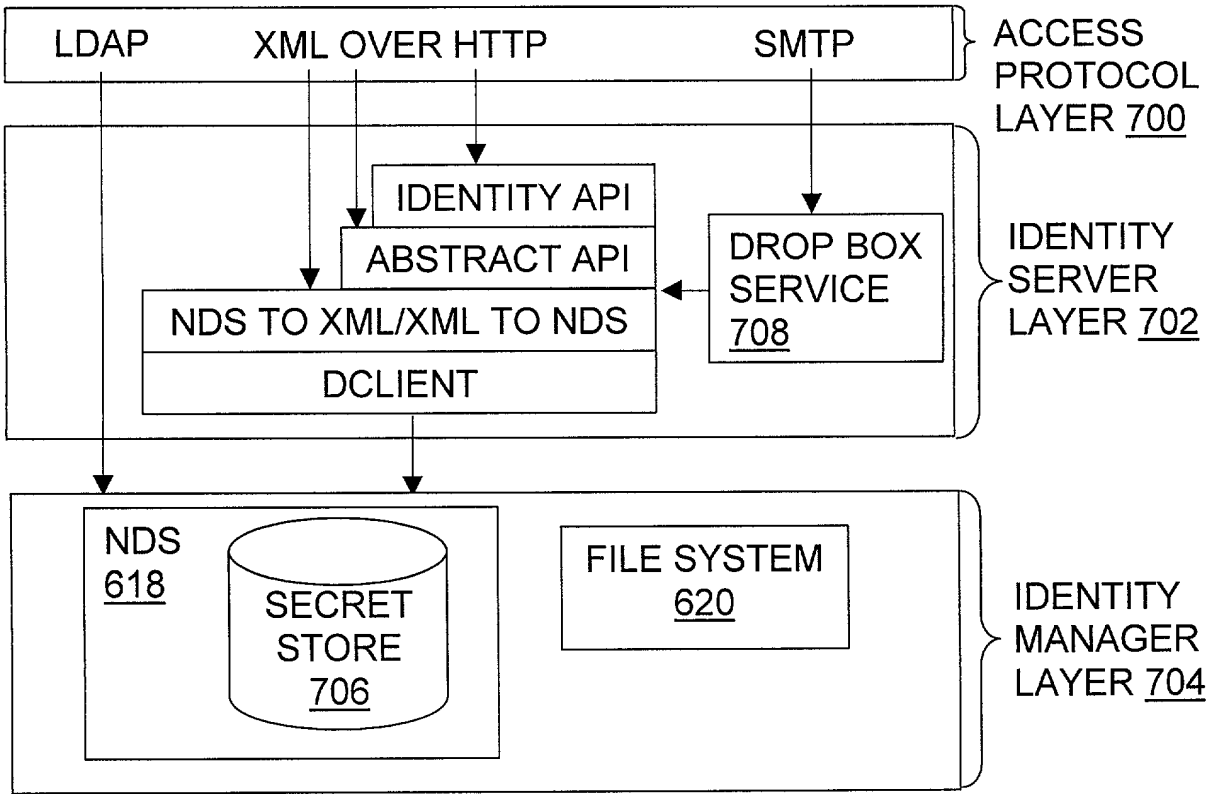 LDAP
XML OVER HTTP
SMTP
ACCESS
PROTOCOL
LAYER 700
IDENTITY API
ABSTRACT API
NDS TO XML/XML TO NDS
DCLIENT
DROP BOX
SERVICE
708
IDENTITY
SERVER
LAYER 702
NDS
618
SECRET
STORE
706
FILE SYSTEM
620
IDENTITY
MANAGER
LAYER 704